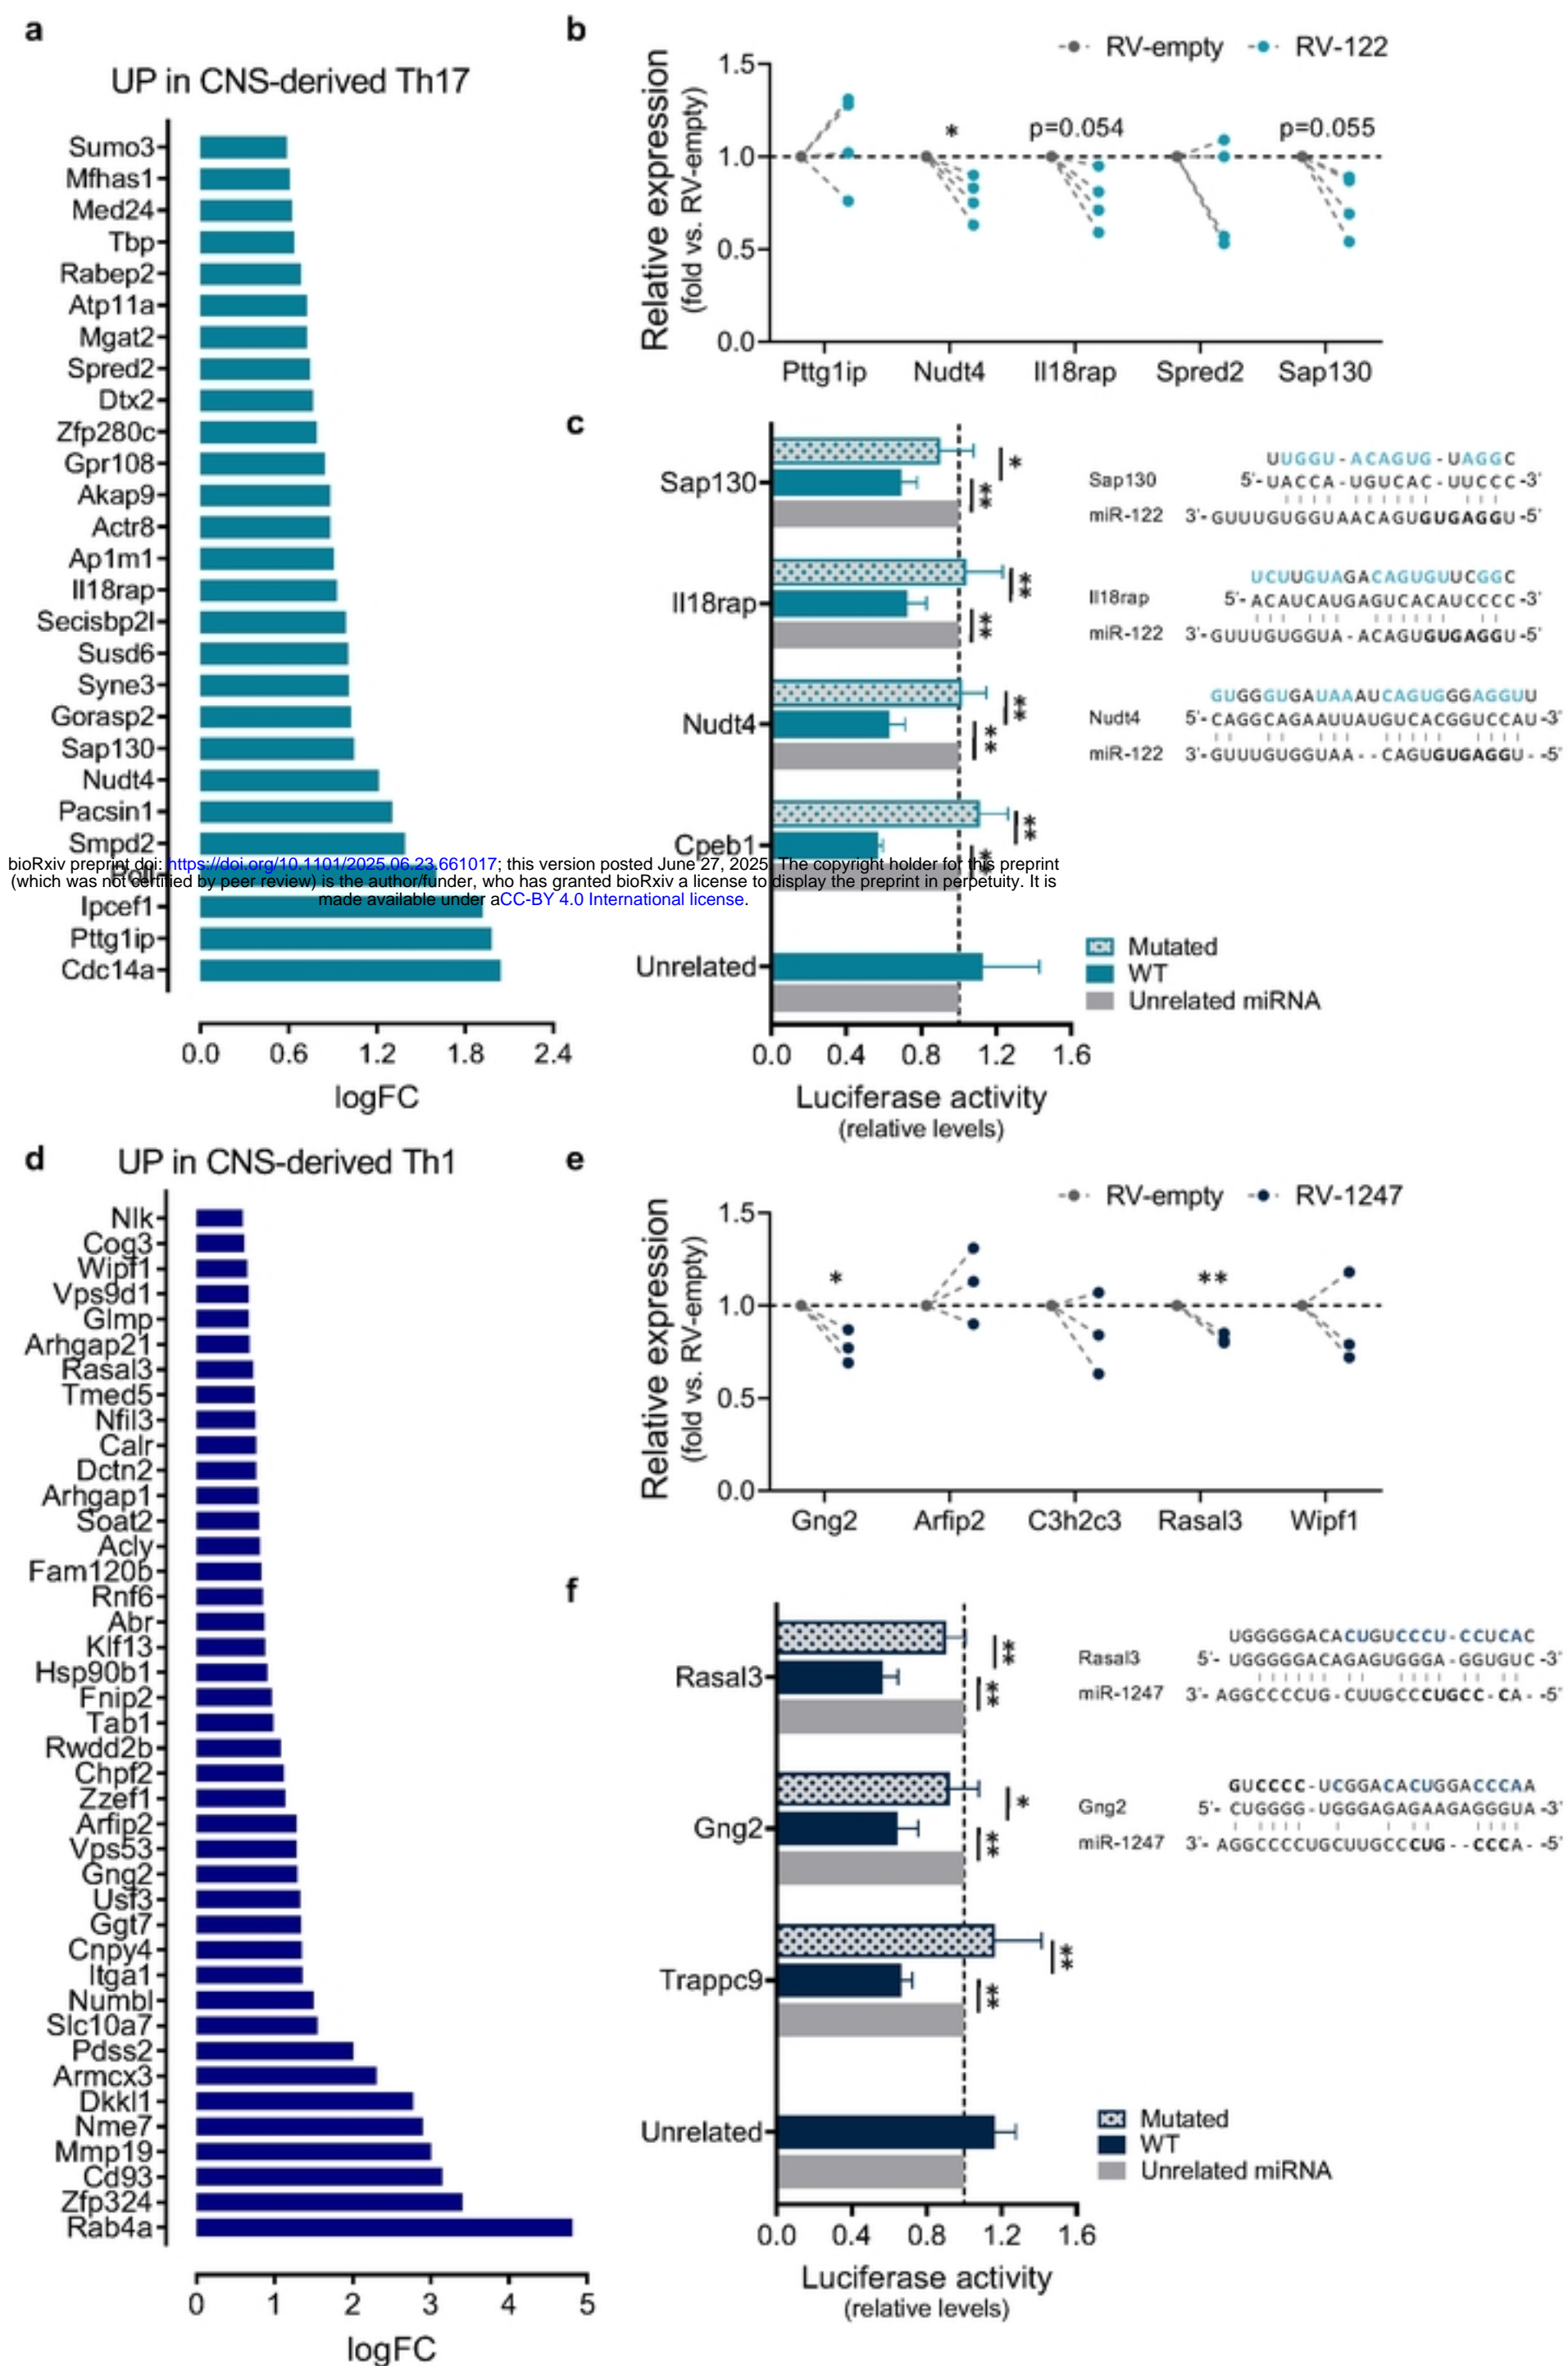 a
UP in CNS-derived Th17
Sumo3
Mfhas1
Med24
Tbp
Rabep2
Atp11a
Mgat2
Spred2
Dtx2
Zfp280c
Gpr108
Akap9
Actr8
Ap1m1
Il18rap
Secisbp2l
Susd6
Syne3
Gorasp2
Sap130
Nudt4
Pacsin1
Smpd2
Ipcef1
Pttg1ip
Cdc14a
0.0 0.6 1.2 1.8 2.4
logFC
bioRxiv preprint doi: https://doi.org/10.1101/2025.06.23.661017; this version posted June 27, 2025. The copyright holder for this preprint
(which was not certified by peer review) is the author/funder, who has granted bioRxiv a license to display the preprint in perpetuity. It is
made available under aCC-BY 4.0 International license.
b
RV-empty RV-122
Relative expression
(fold vs. RV-empty)
1.5
1.0
0.5
0.0
* p=0.054 p=0.055
Pttg1ip Nudt4 Il18rap Spred2 Sap130
c
Sap130
*
**
Il18rap
**
**
Nudt4
**
**
Cpeb1
**
**
Unrelated
0.0 0.4 0.8 1.2 1.6
Luciferase activity
(relative levels)
UUGGU-ACAGUG-UAGGC
Sap130 5'-UACCA-UGUCAC-UUCCC-3'
miR-122 3'-GUUUGUGGUAACAGUGUGAGGU-5'
UCUUGUAGACAGUGUUCGGC
Il18rap 5'-ACAUCAUGAGUCACAUCCCC-3'
miR-122 3'-GUUUGUGGUA-ACAGUGUGAGGU-5'
GUGGGUGAUAAAUCAGUGGGAGGUU
Nudt4 5'-CAGGCAGAAUUAUGUCACGGUCCAU-3'
miR-122 3'-GUUUGUGGUAA--CAGUGUGAGGU--5'
Mutated
WT
Unrelated miRNA
d
UP in CNS-derived Th1
Nlk
Cog3
Wipf1
Vps9d1
Glmp
Arhgap21
Rasal3
Tmed5
Nfil3
Calr
Dctn2
Arhgap1
Soat2
Acly
Fam120b
Rnf6
Abr
Klf13
Hsp90b1
Fnip2
Tab1
Rwdd2b
Chpf2
Zzef1
Arfip2
Vps53
Gng2
Usf3
Ggt7
Cnpy4
Itga1
Numbl
Slc10a7
Pdss2
Armcx3
Dkkl1
Nme7
Mmp19
Cd93
Zfp324
Rab4a
0 1 2 3 4 5
logFC
e
RV-empty RV-1247
Relative expression
(fold vs. RV-empty)
1.5
1.0
0.5
0.0
* **
Gng2 Arfip2 C3h2c3 Rasal3 Wipf1
f
Rasal3
**
**
Gng2
*
**
Trappc9
**
**
Unrelated
0.0 0.4 0.8 1.2 1.6
Luciferase activity
(relative levels)
UGGGGGACACUGUCCCU-CCUCAC
Rasal3 5'-UGGGGGACAGAGUGGGA-GGUGUC-3'
miR-1247 3'-AGGCCCCUG-CUUGCCCUGCC-CA--5'
GUCCCC-UCGGACACUGGACCCAA
Gng2 5'-CUGGGG-UGGGAGAGAAGAGGGUA-3'
miR-1247 3'-AGGCCCCUGCUUGCCCUG--CCCA--5'
Mutated
WT
Unrelated miRNA